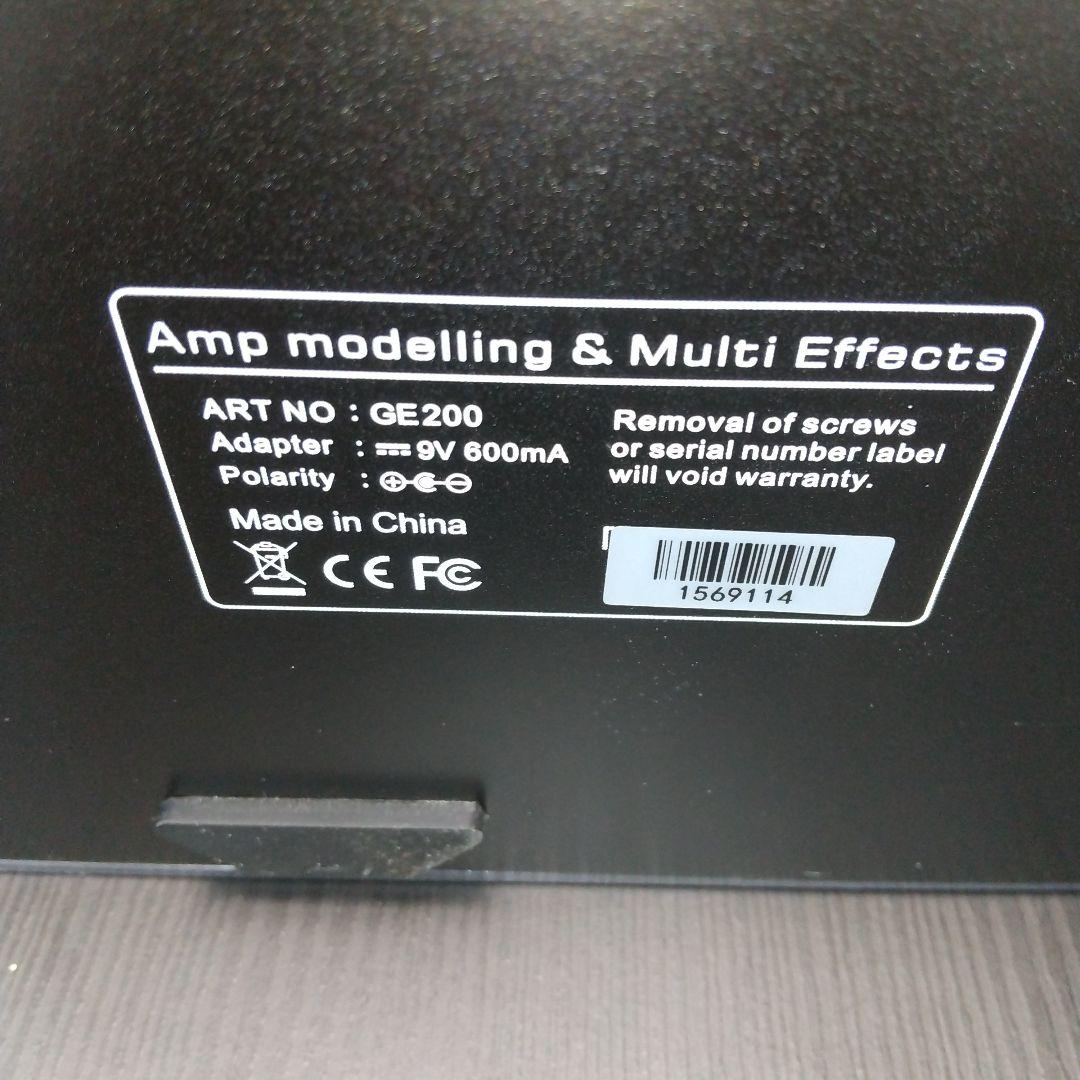 Amp modelling & Multi Effects
ART NO : GE200
Adapter : ⎓ 9V 600mA
Polarity :
Made in China
CE FC
Removal of screws
or serial number label
will void warranty.
1569114